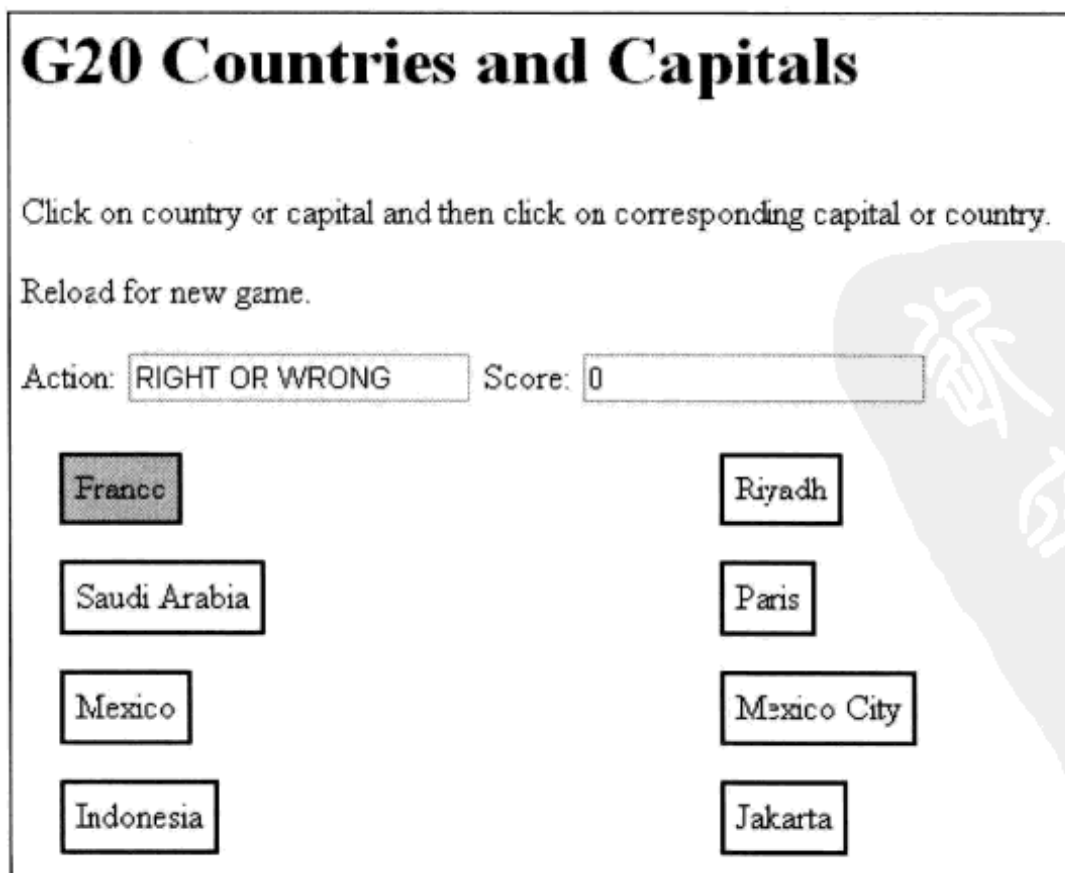 G20 Countries and Capitals
Click on country or capital and then click on corresponding capital or country.
Reload for new game.
Action: RIGHT OR WRONG Score: 0
France Riyadh
Saudi Arabia Paris
Mexico Mexico City
Indonesia Jakarta